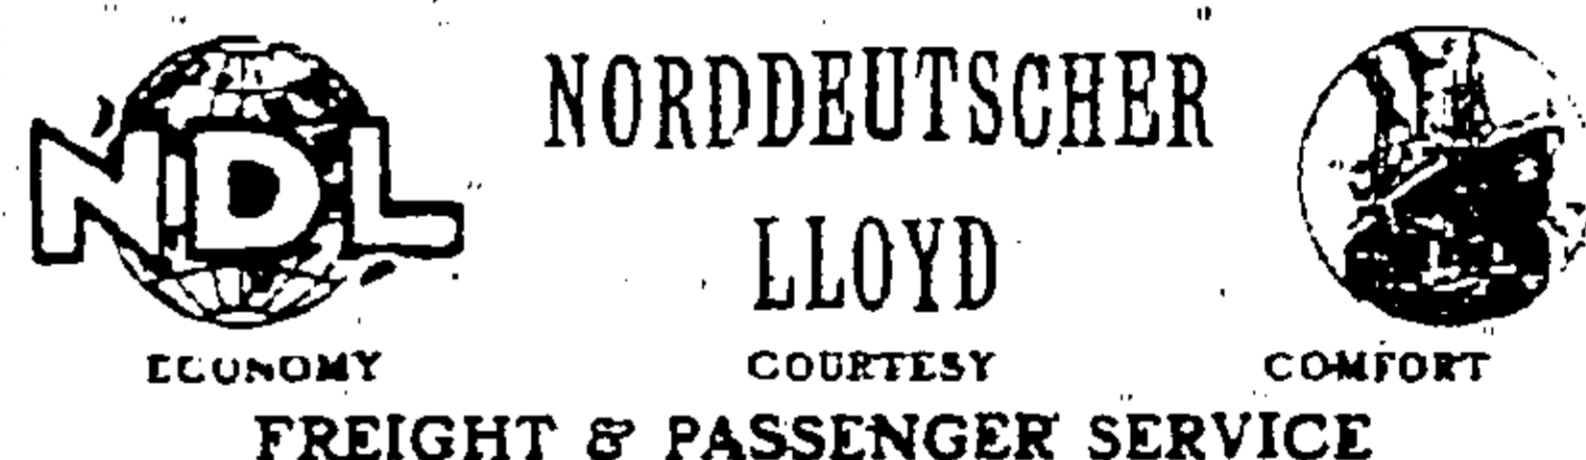 NDL
NORDDEUTSCHER
LLOYD
ECONOMY COURTESY COMFORT
FREIGHT & PASSENGER SERVICE